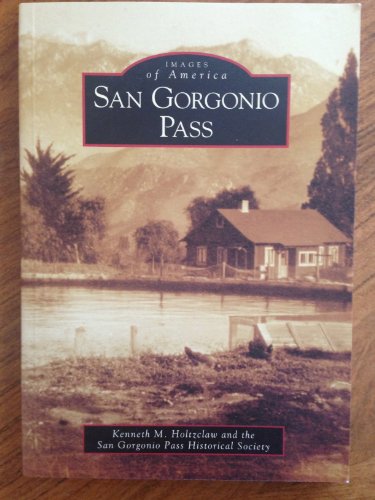 IMAGES
of America
SAN GORGONIO
PASS
Kenneth M. Holtzclaw and the
San Gorgonio Pass Historical Society